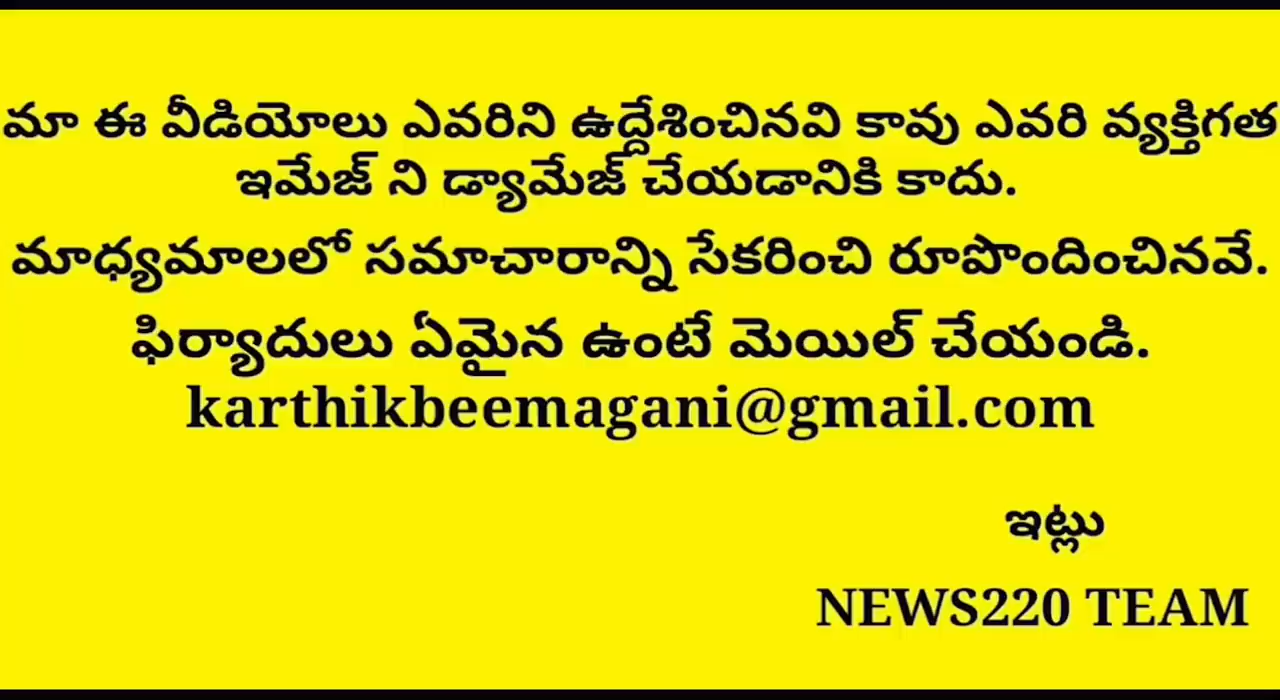 మా ఈ వీడియోలు ఎవరిని ఉద్దేశించినవి కావు ఎవరి వ్యక్తిగత
ఇమేజ్ ని డ్యామేజ్ చేయడానికి కాదు.
మాధ్యమాలలో సమాచారాన్ని సేకరించి రూపొందించినవే.
ఫిర్యాదులు ఏమైన ఉంటే మెయిల్ చేయండి.
karthikbeemagani@gmail.com
ఇట్లు
NEWS220 TEAM